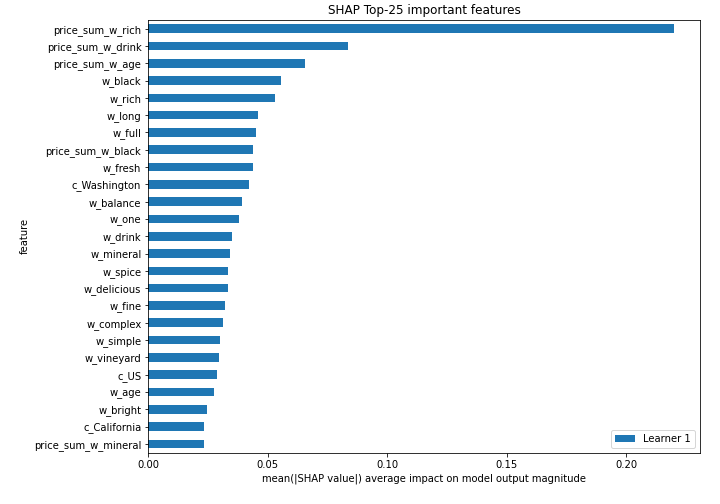 SHAP Top-25 important features
price_sum_w_rich
price_sum_w_drink
price_sum_w_age
w_black
w_rich
w_long
w_full
price_sum_w_black
w_fresh
c_Washington
w_balance
w_one
w_drink
w_mineral
w_spice
w_delicious
w_fine
w_complex
w_simple
w_vineyard
c_US
w_age
w_bright
c_California
price_sum_w_mineral
feature
Learner 1
0.00 0.05 0.10 0.15 0.20
mean(|SHAP value|) average impact on model output magnitude